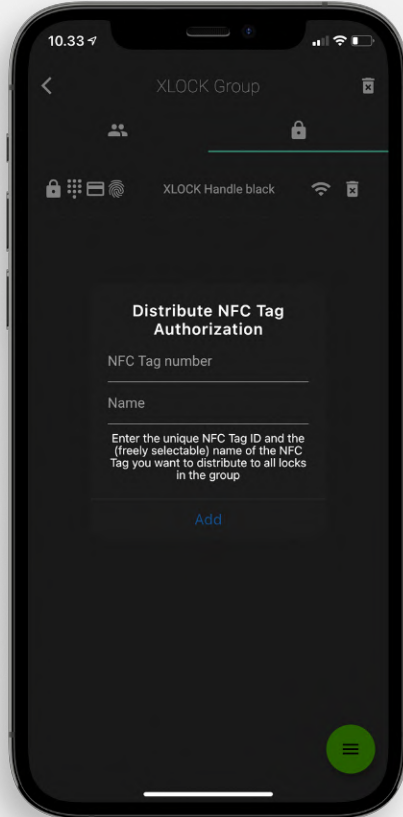 10.33
XLOCK Group
XLOCK Handle black
Distribute NFC Tag
Authorization
NFC Tag number
Name
Enter the unique NFC Tag ID and the
(freely selectable) name of the NFC
Tag you want to distribute to all locks
in the group
Add